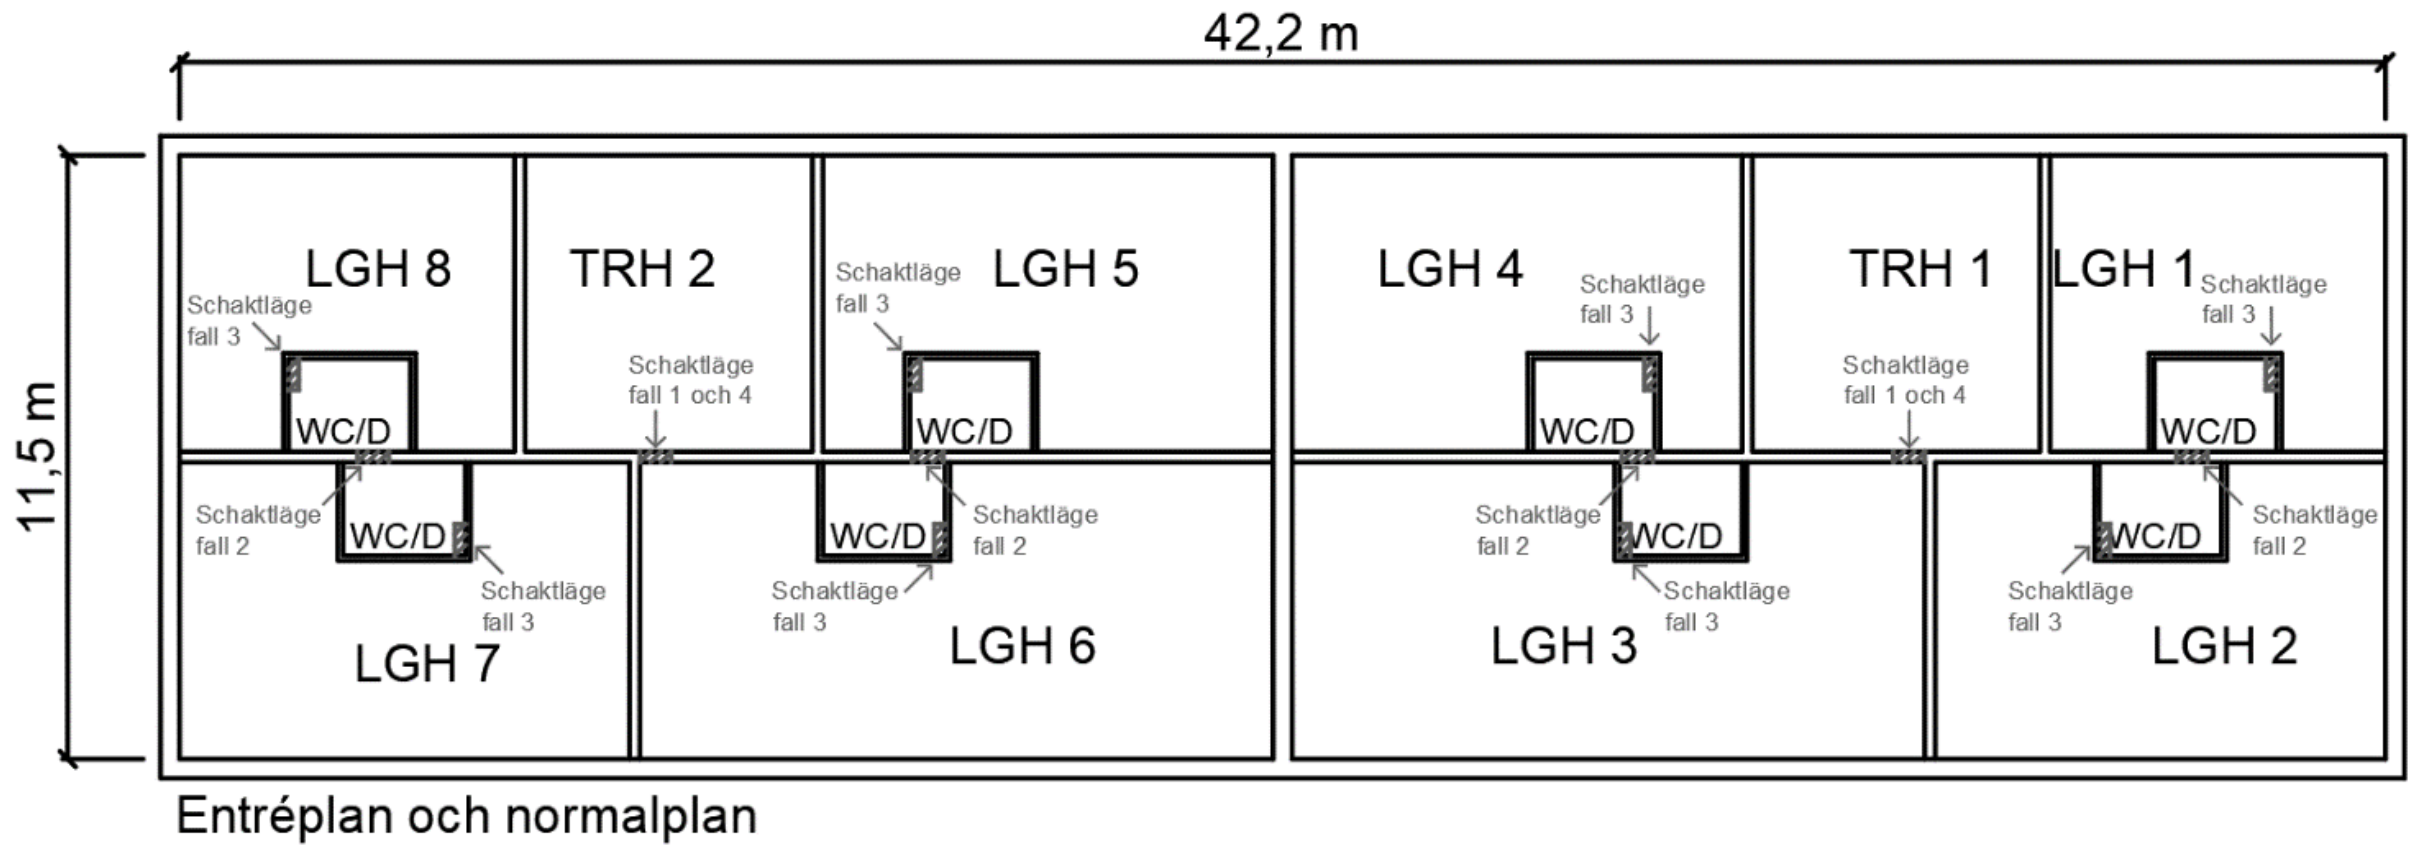 42,2 m
11,5 m
LGH 8
TRH 2
LGH 5
LGH 4
TRH 1
LGH 1
Schaktläge
fall 3
Schaktläge
fall 3
Schaktläge
fall 3
Schaktläge
fall 3
Schaktläge
fall 1 och 4
Schaktläge
fall 1 och 4
WC/D
WC/D
WC/D
WC/D
WC/D
WC/D
WC/D
WC/D
Schaktläge
fall 2
Schaktläge
fall 2
Schaktläge
fall 2
Schaktläge
fall 2
Schaktläge
fall 3
Schaktläge
fall 3
Schaktläge
fall 3
Schaktläge
fall 3
LGH 7
LGH 6
LGH 3
LGH 2
Entréplan och normalplan